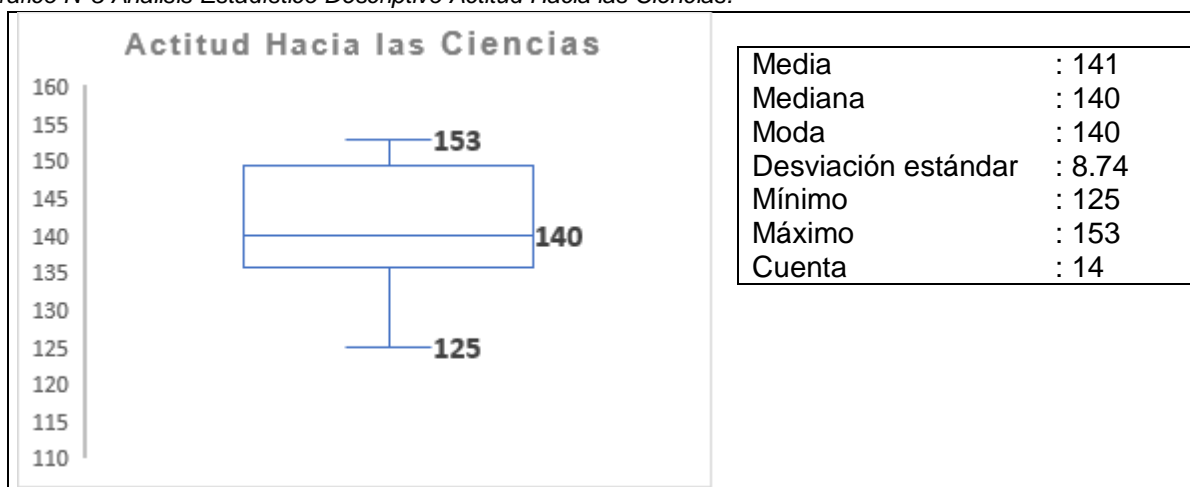 Análisis Estadístico Descriptivo Actitud Hacia las Ciencias.
Actitud Hacia las Ciencias
160
155
150
145
140
135
130
125
120
115
110
153
140
125
Media : 141
Mediana : 140
Moda : 140
Desviación estándar : 8.74
Mínimo : 125
Máximo : 153
Cuenta : 14